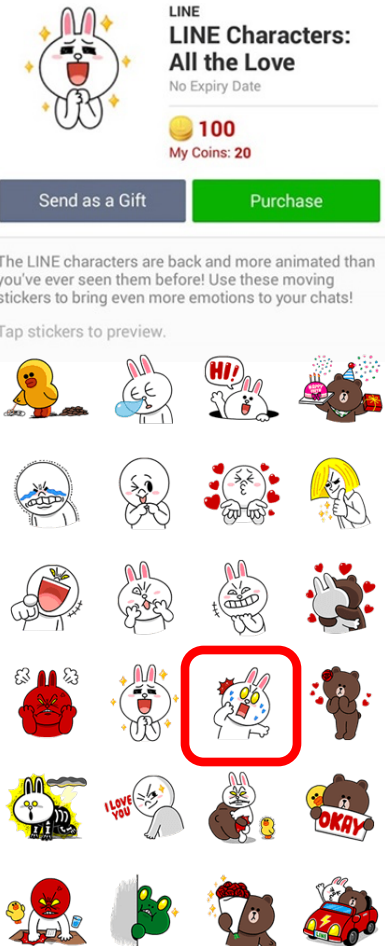 LINE
LINE Characters:
All the Love
No Expiry Date
100
My Coins: 20
Send as a Gift
Purchase
The LINE characters are back and more animated than
you've ever seen them before! Use these moving
stickers to bring even more emotions to your chats!
Tap stickers to preview.
HI!
I LOVE
YOU
OKAY